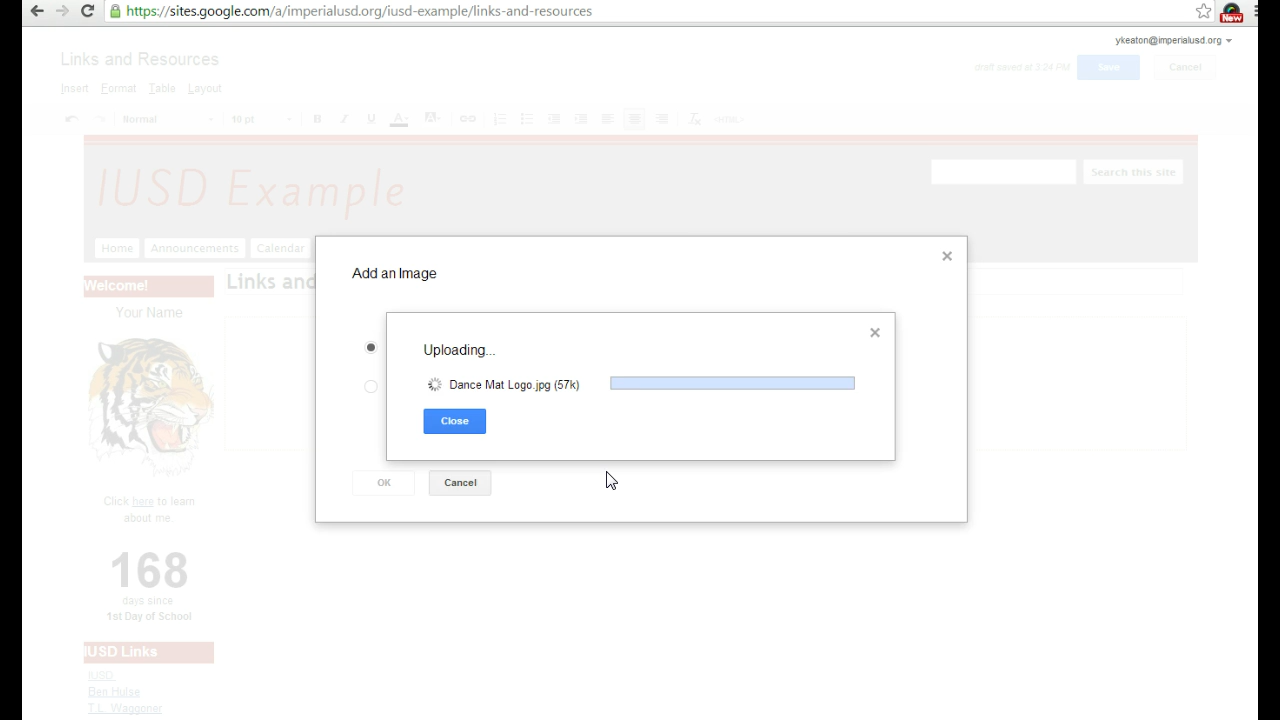 https://sites.google.com/a/imperialusd.org/iusd-example/links-and-resources
New
ykeaton@imperialusd.org
Links and Resources
draft saved at 3:24 PM
Save
Cancel
Insert Format Table Layout
Normal 10 pt B I U A A <HTML>
IUSD Example
Search this site
Home Announcements Calendar
Add an Image
Welcome!
Links and
Your Name
Uploading...
Dance Mat Logo.jpg (57k)
Close
OK
Cancel
Click here to learn
about me
168
days since
1st Day of School
IUSD Links
IUSD
Ben Hulse
T.L. Waggoner